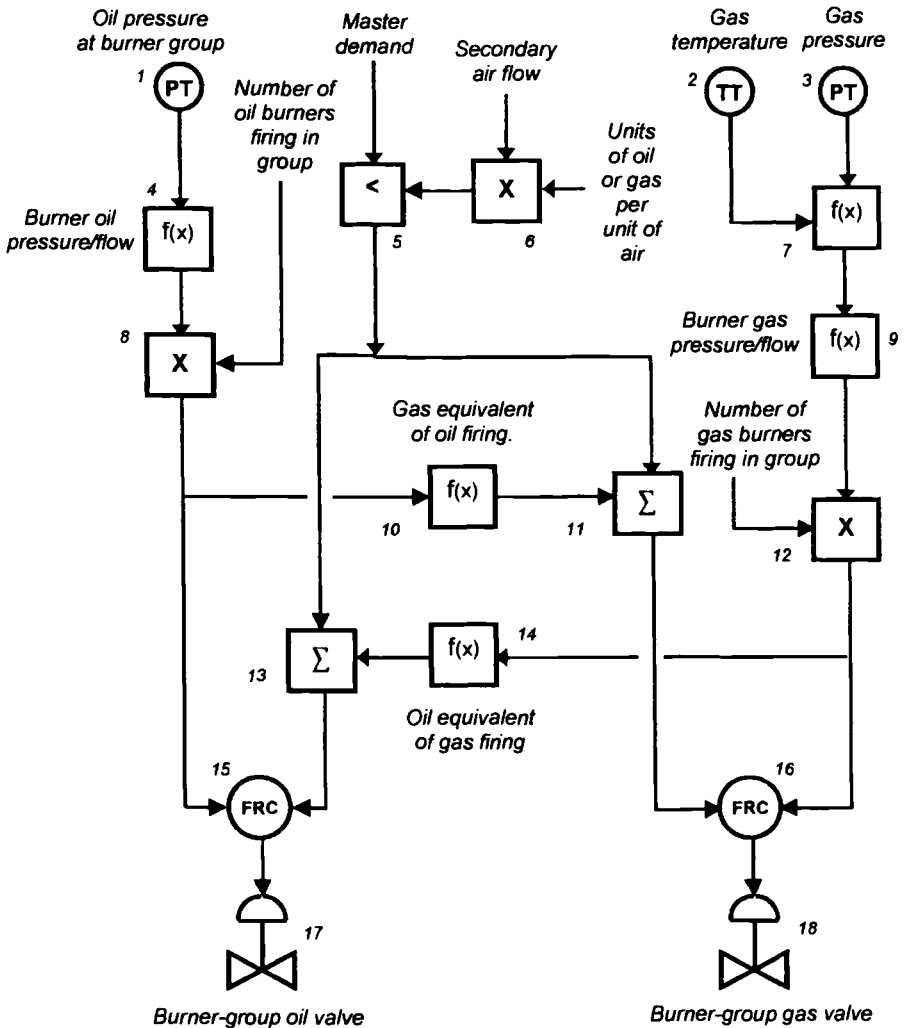 Oil pressure
at burner group
1
PT
Master
demand
Secondary
air flow
Gas
temperature
Gas
pressure
2
TT
3
PT
Number of
oil burners
firing in
group
Units
of oil
or gas
per
unit of
air
4
Burner oil
pressure/flow
f(x)
<
5
X
6
f(x)
7
8
X
Burner gas
pressure/flow
f(x)
9
Gas equivalent
of oil firing.
f(x)
10
Σ
11
Number of
gas burners
firing in group
X
12
Σ
13
f(x)
14
Oil equivalent
of gas firing
15
FRC
16
FRC
17
18
Burner-group oil valve
Burner-group gas valve